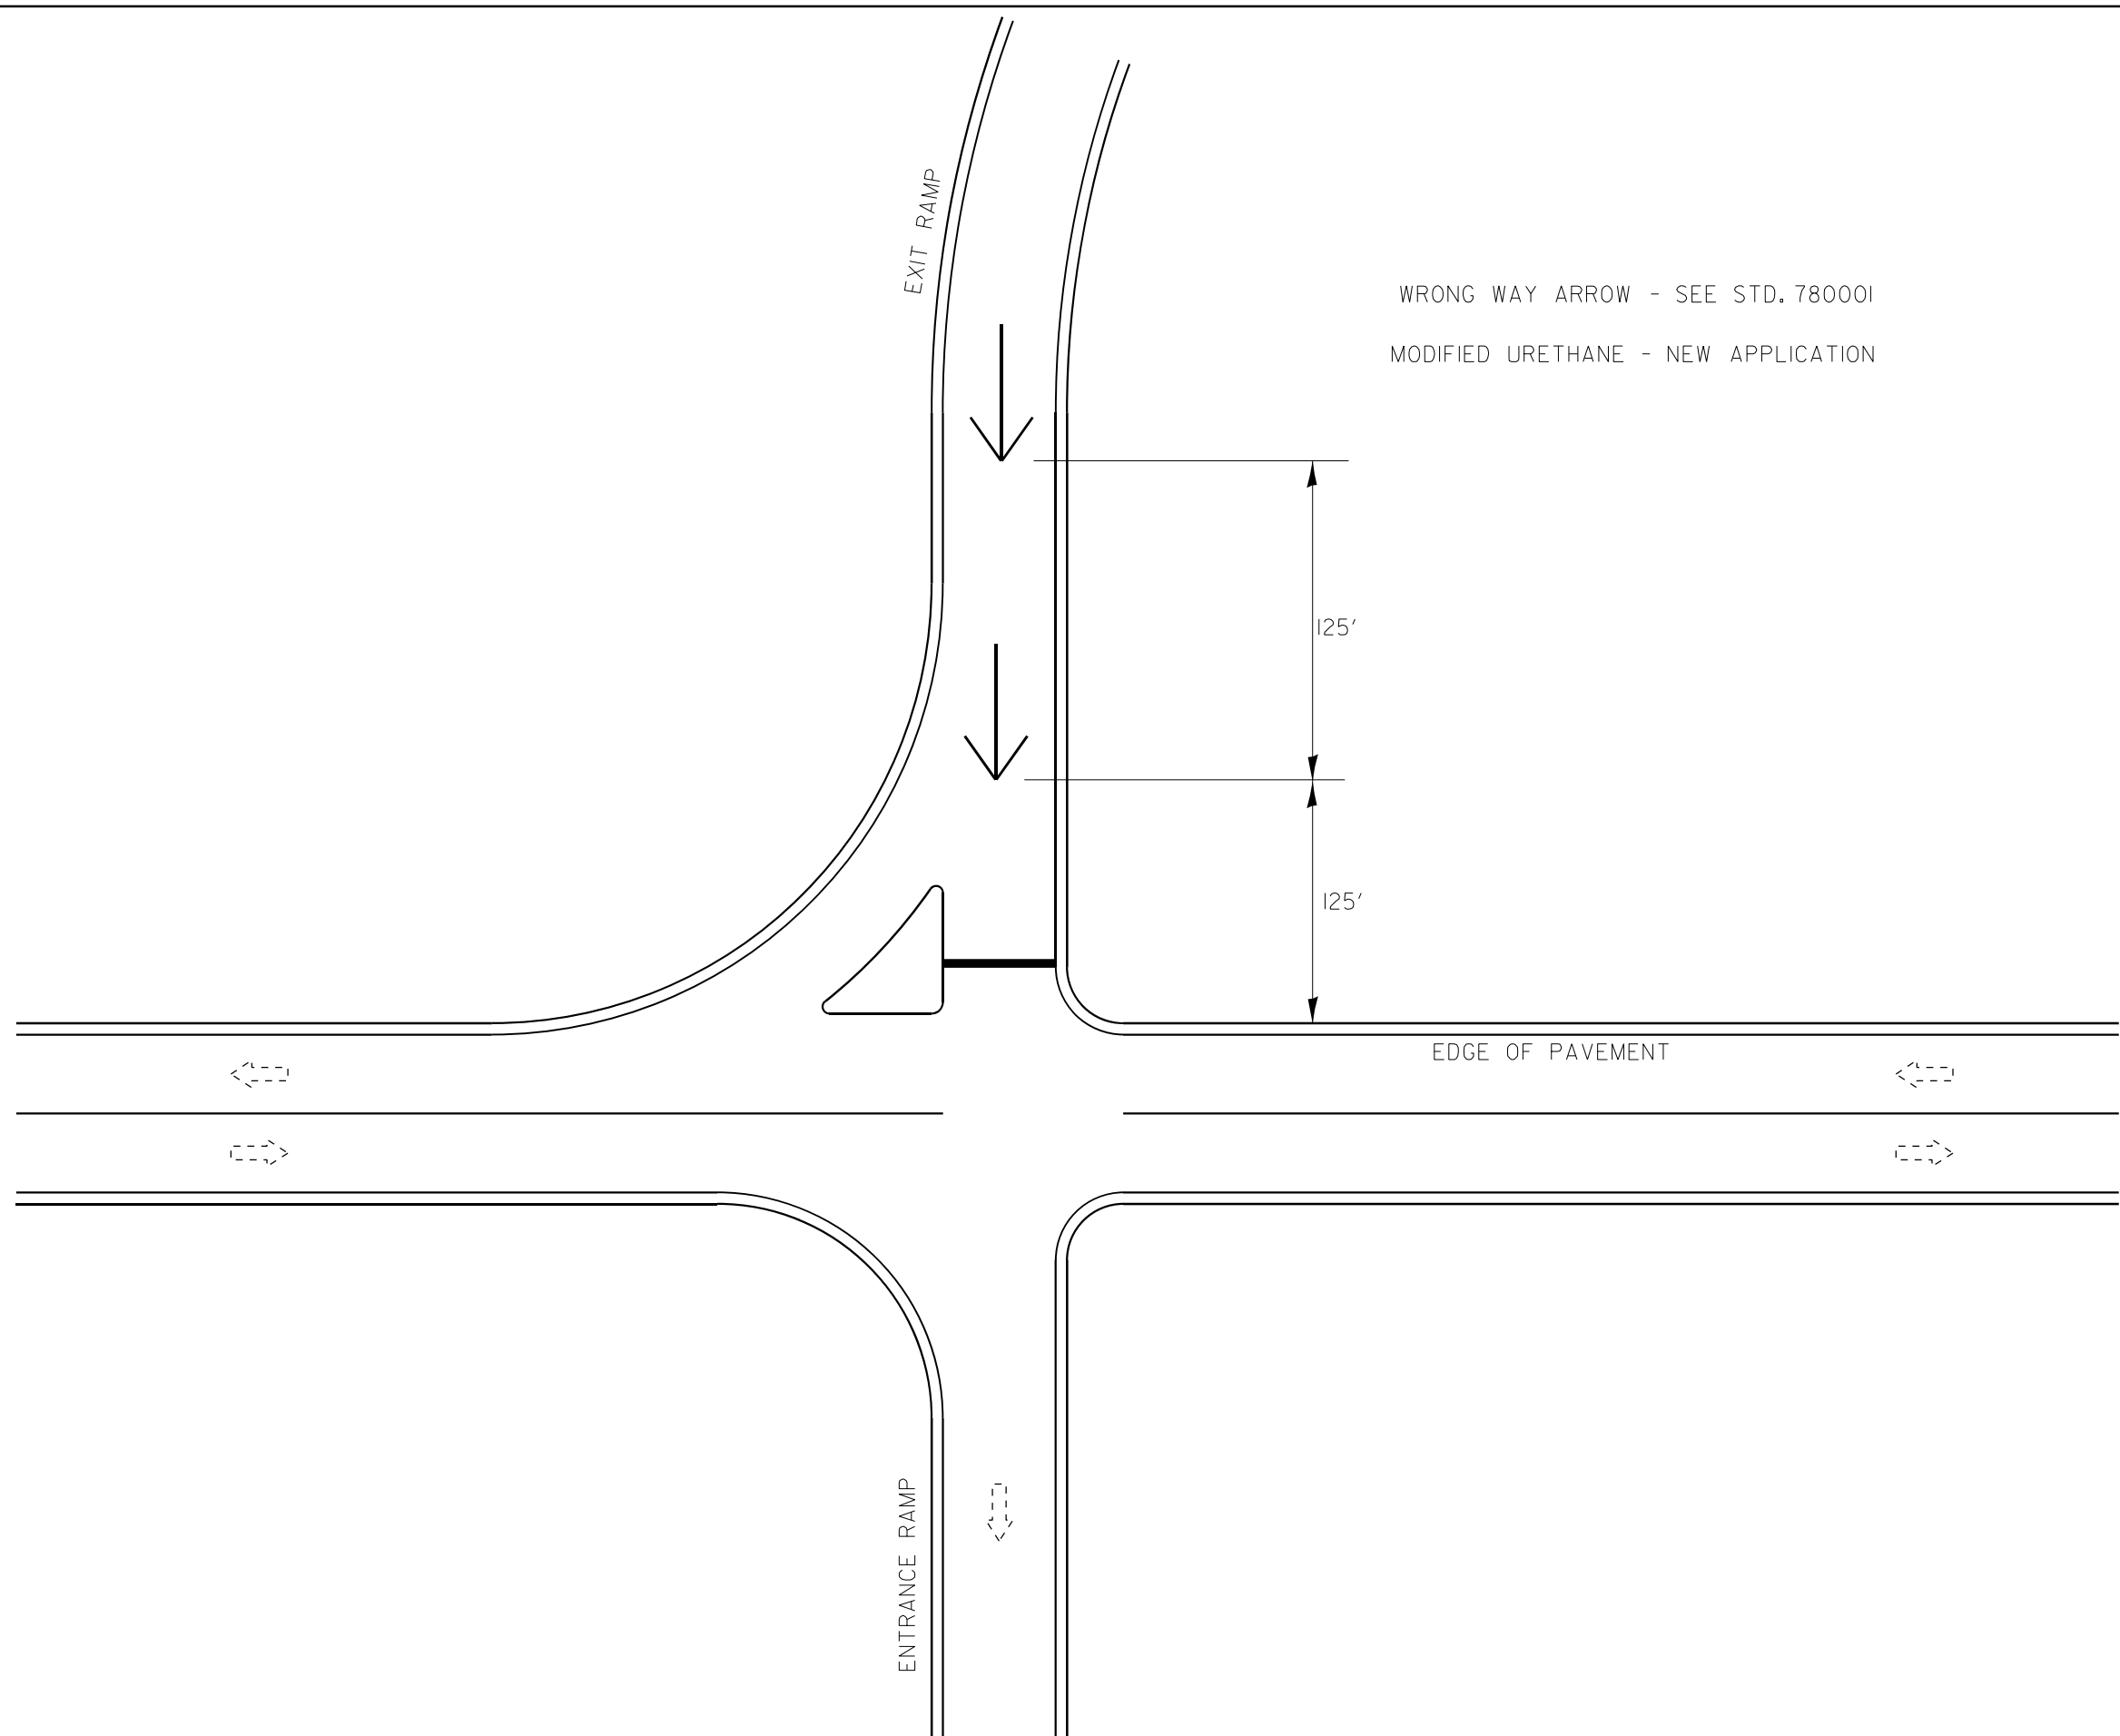 EXIT RAMP
WRONG WAY ARROW - SEE STD. 780001
MODIFIED URETHANE - NEW APPLICATION
125'
125'
EDGE OF PAVEMENT
ENTRANCE RAMP